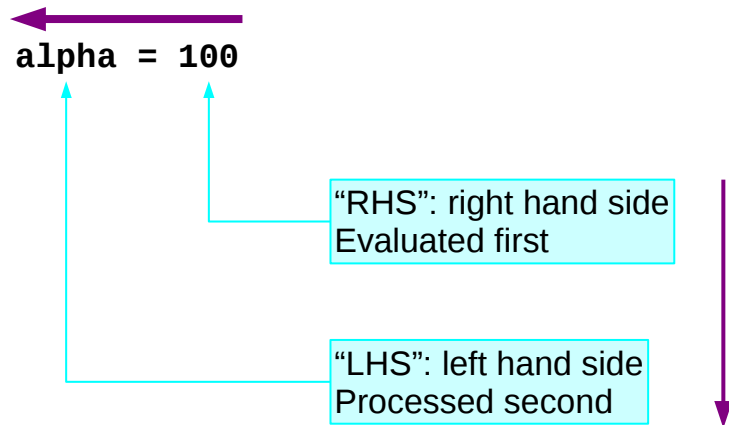 alpha = 100
“RHS”: right hand side
Evaluated first
“LHS”: left hand side
Processed second